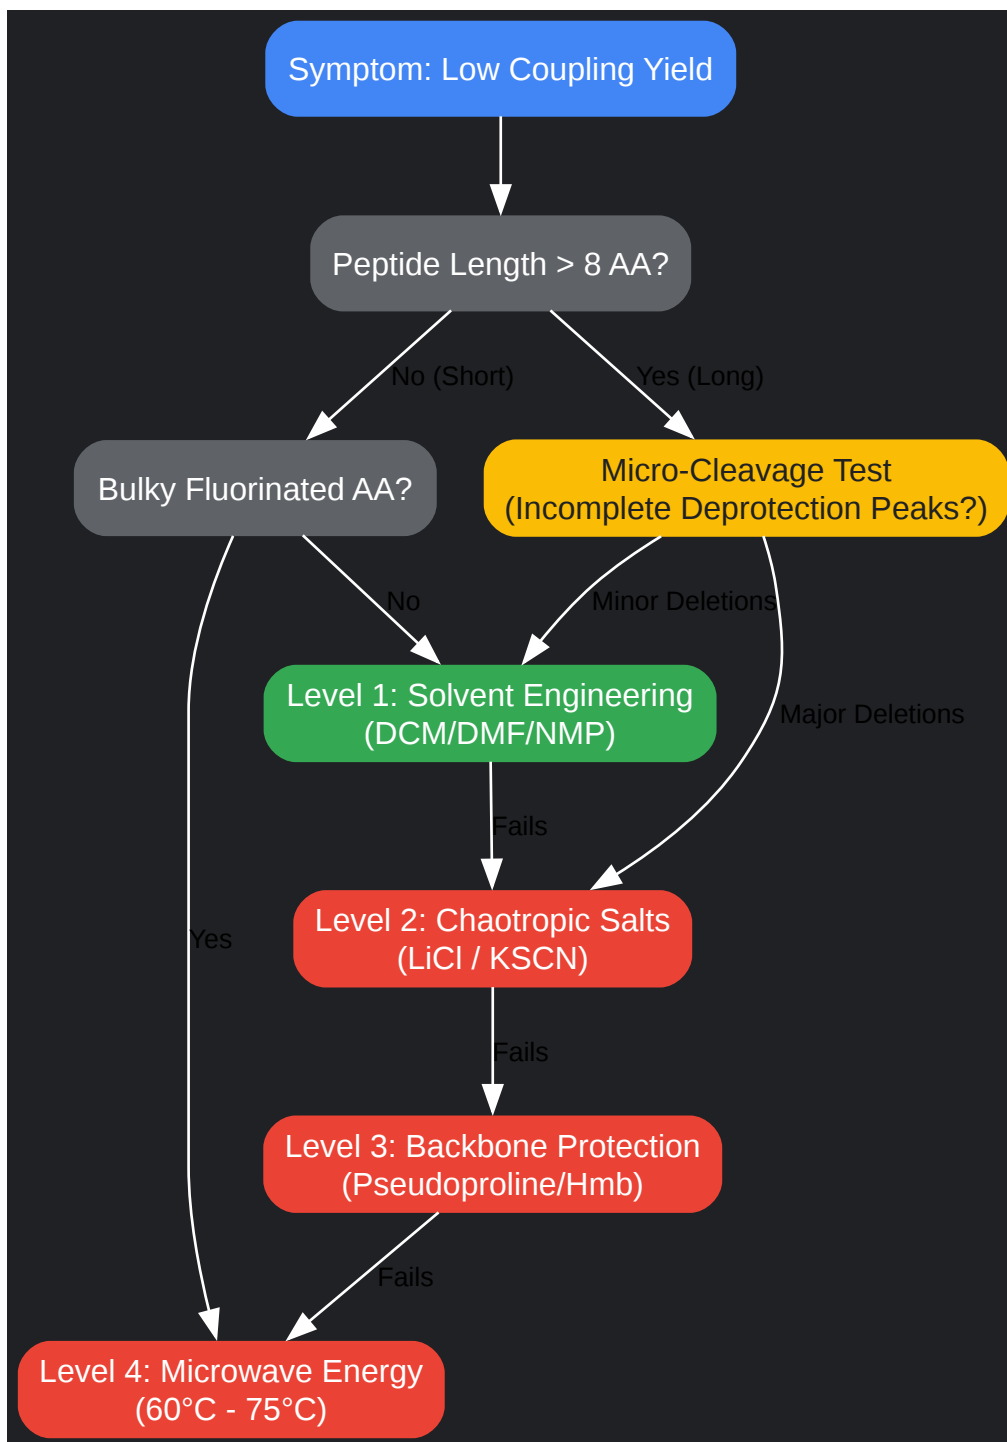 Symptom: Low Coupling Yield
Peptide Length > 8 AA?
No (Short)
Yes (Long)
Bulky Fluorinated AA?
Micro-Cleavage Test
(Incomplete Deprotection Peaks?)
No
Minor Deletions
Level 1: Solvent Engineering
(DCM/DMF/NMP)
Major Deletions
Fails
Level 2: Chaotropic Salts
(LiCl / KSCN)
Yes
Fails
Level 3: Backbone Protection
(Pseudoproline/Hmb)
Fails
Level 4: Microwave Energy
(60°C - 75°C)